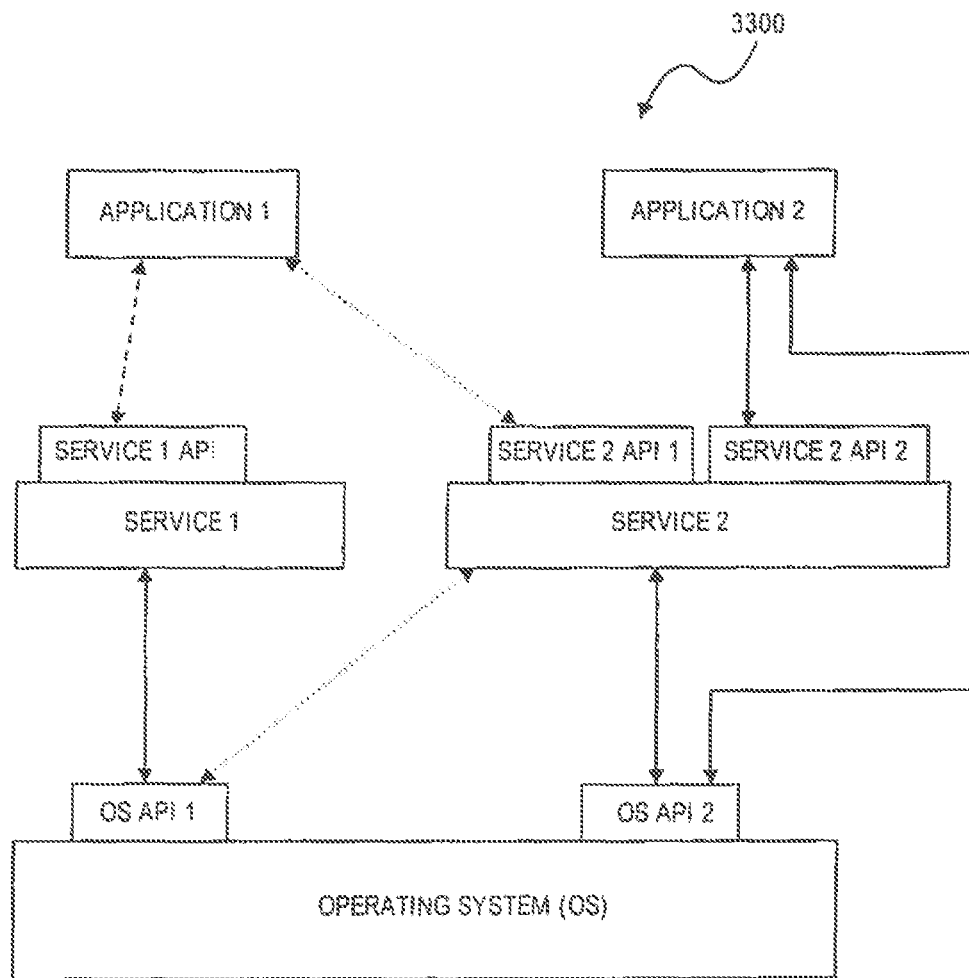 3300
APPLICATION 1
APPLICATION 2
SERVICE 1 API
SERVICE 2 API 1
SERVICE 2 API 2
SERVICE 1
SERVICE 2
OS API 1
OS API 2
OPERATING SYSTEM (OS)